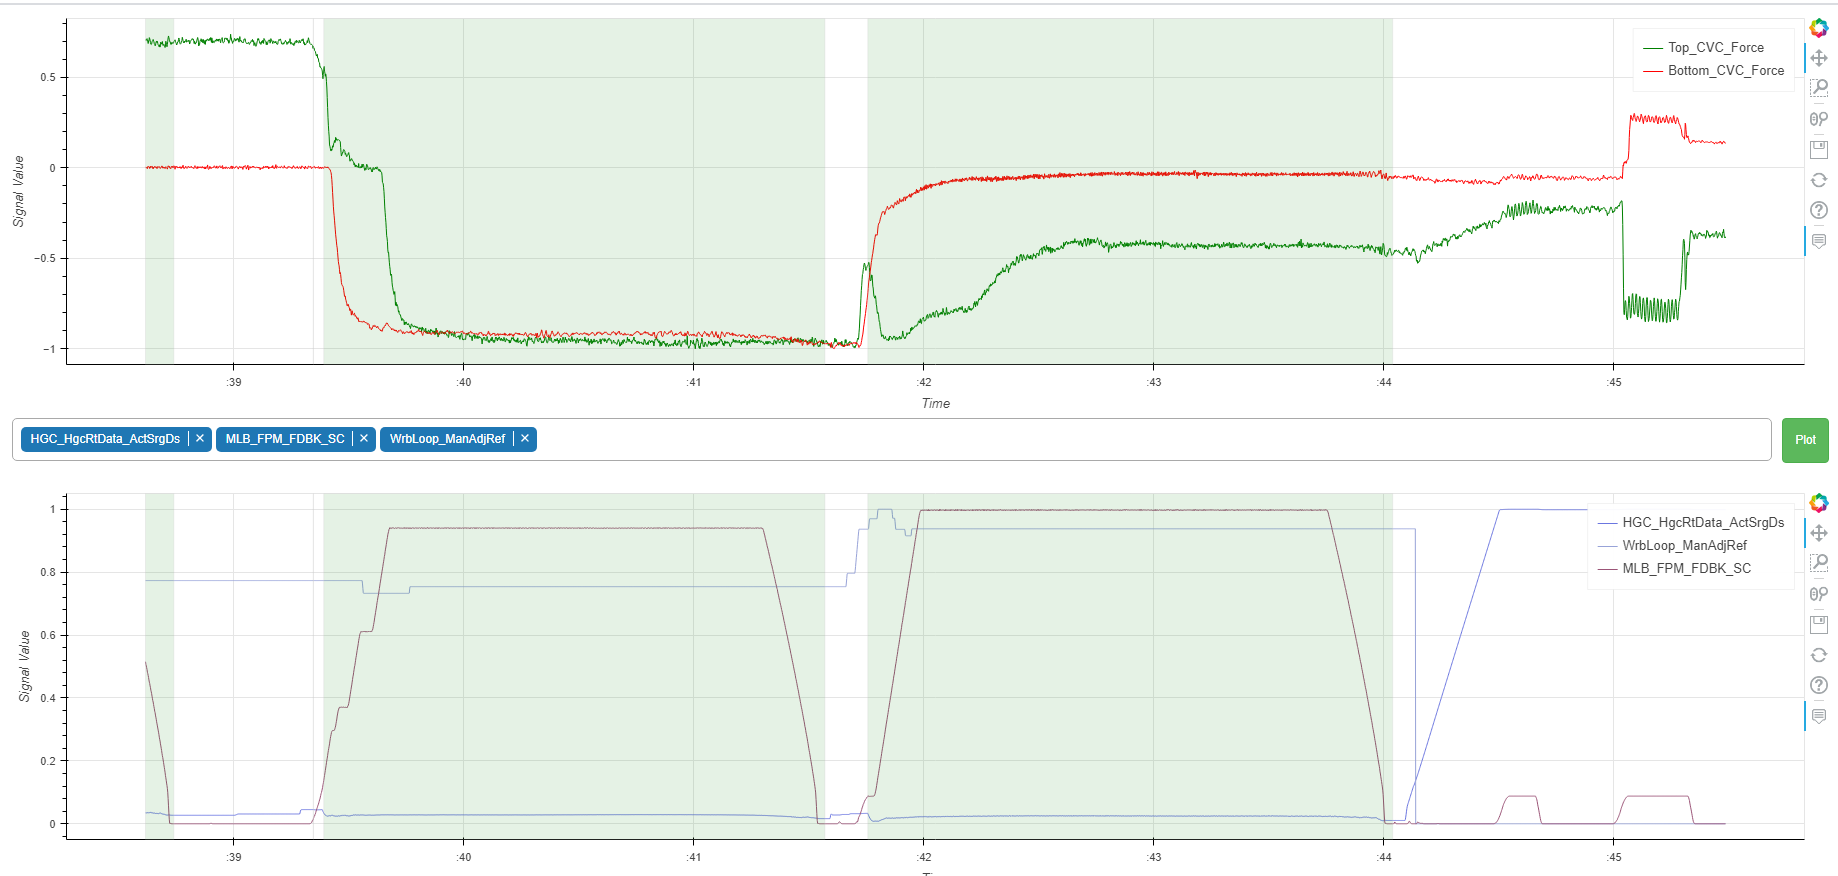 Top_CVC_Force
Bottom_CVC_Force
0.5
0
−0.5
−1
Signal Value
:39 :40 :41 :42 :43 :44 :45
Time
HGC_HgcRtData_ActSrgDs × MLB_FPM_FDBK_SC × WrbLoop_ManAdjRef ×
Plot
HGC_HgcRtData_ActSrgDs
WrbLoop_ManAdjRef
MLB_FPM_FDBK_SC
1
0.8
0.6
0.4
0.2
0
Signal Value
:39 :40 :41 :42 :43 :44 :45